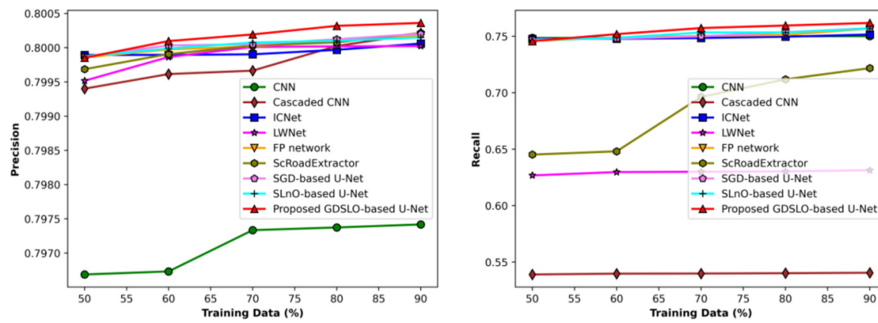 0.8005
0.8000
0.7995
0.7990
0.7985
0.7980
0.7975
0.7970
Precision
50 55 60 65 70 75 80 85 90
Training Data (%)
CNN
Cascaded CNN
ICNet
LWNet
FP network
ScRoadExtractor
SGD-based U-Net
SLnO-based U-Net
Proposed GDSLO-based U-Net
0.75
0.70
0.65
0.60
0.55
Recall
50 55 60 65 70 75 80 85 90
Training Data (%)
CNN
Cascaded CNN
ICNet
LWNet
FP network
ScRoadExtractor
SGD-based U-Net
SLnO-based U-Net
Proposed GDSLO-based U-Net